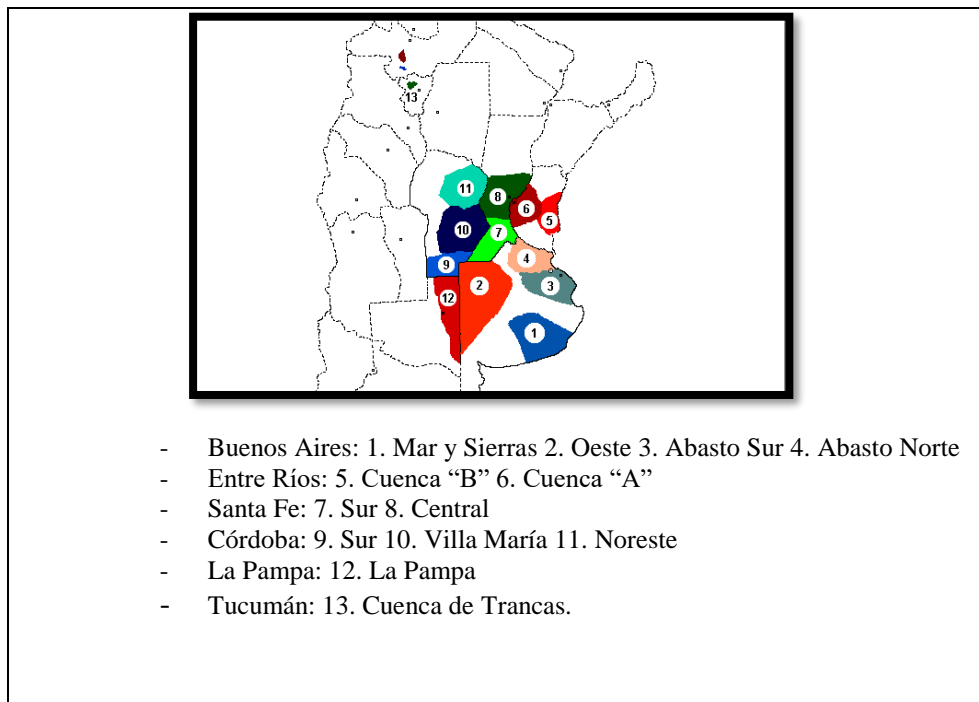 13
11
8
6
5
10
7
4
9
3
2
12
1
- Buenos Aires: 1. Mar y Sierras 2. Oeste 3. Abasto Sur 4. Abasto Norte
- Entre Ríos: 5. Cuenca “B” 6. Cuenca “A”
- Santa Fe: 7. Sur 8. Central
- Córdoba: 9. Sur 10. Villa María 11. Noreste
- La Pampa: 12. La Pampa
- Tucumán: 13. Cuenca de Trancas.